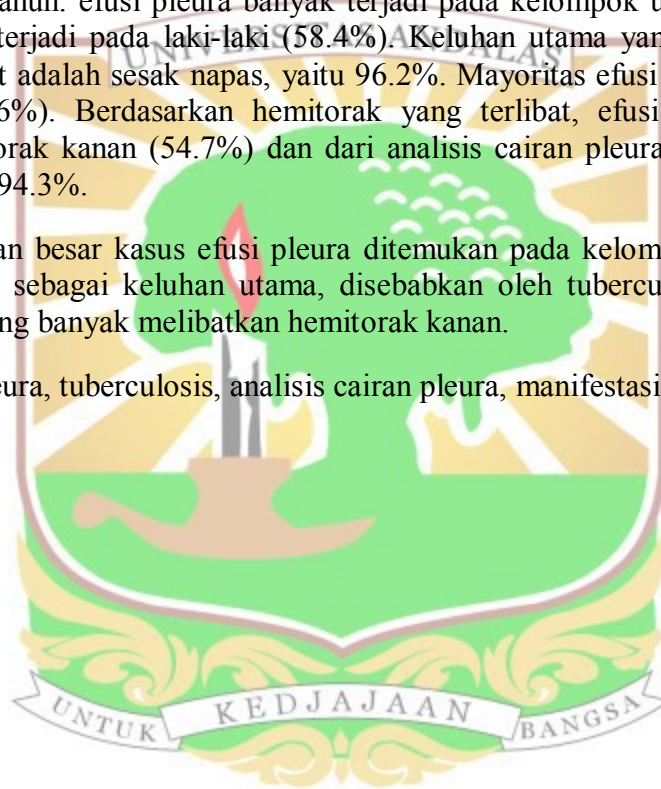 tahun. efusi pleura banyak terjadi pada kelompok u
terjadi pada laki-laki (58.4%). Keluhan utama yan
UNIVERSITAS ANDALAS
t adalah sesak napas, yaitu 96.2%. Mayoritas efusi
6%). Berdasarkan hemitorak yang terlibat, efusi
orak kanan (54.7%) dan dari analisis cairan pleura
94.3%.
an besar kasus efusi pleura ditemukan pada kelom
sebagai keluhan utama, disebabkan oleh tubercu
ng banyak melibatkan hemitorak kanan.
eura, tuberculosis, analisis cairan pleura, manifestasi
UNTUK KEDJAJAAN BANGSA